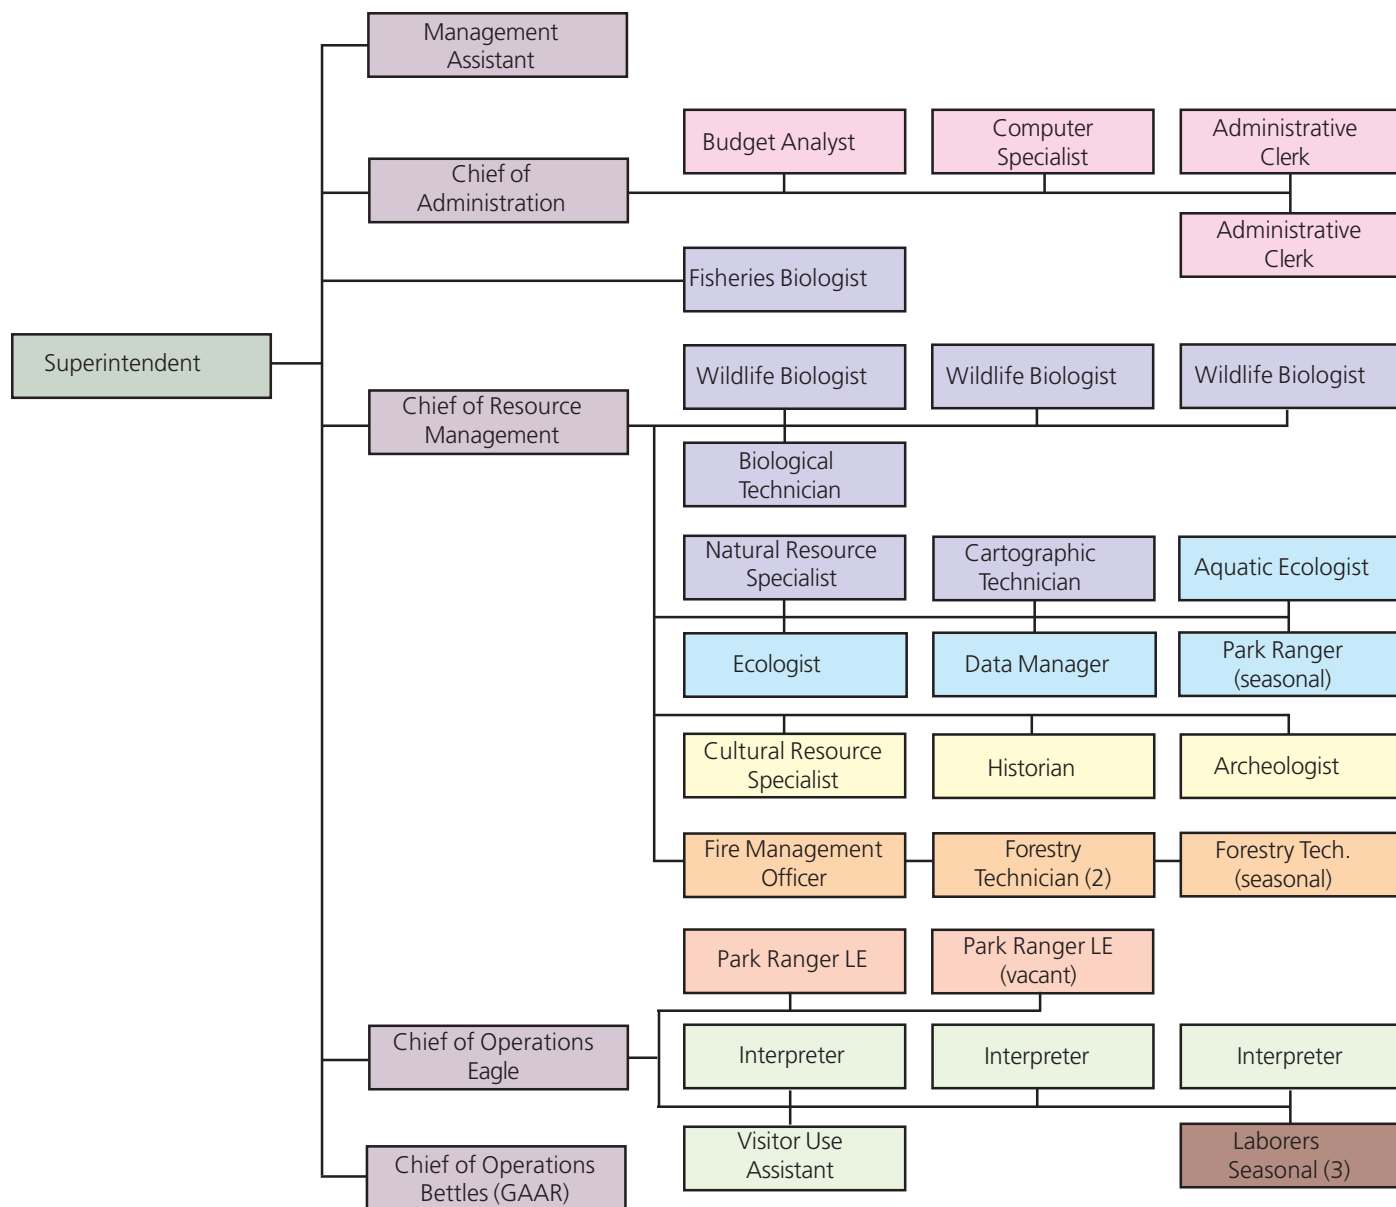 Management
Assistant
Budget Analyst
Computer
Specialist
Administrative
Clerk
Chief of
Administration
Administrative
Clerk
Fisheries Biologist
Superintendent
Wildlife Biologist
Wildlife Biologist
Wildlife Biologist
Chief of Resource
Management
Biological
Technician
Natural Resource
Specialist
Cartographic
Technician
Aquatic Ecologist
Ecologist
Data Manager
Park Ranger
(seasonal)
Cultural Resource
Specialist
Historian
Archeologist
Fire Management
Officer
Forestry
Technician (2)
Forestry Tech.
(seasonal)
Park Ranger LE
Park Ranger LE
(vacant)
Chief of Operations
Eagle
Interpreter
Interpreter
Interpreter
Visitor Use
Assistant
Laborers
Seasonal (3)
Chief of Operations
Bettles (GAAR)